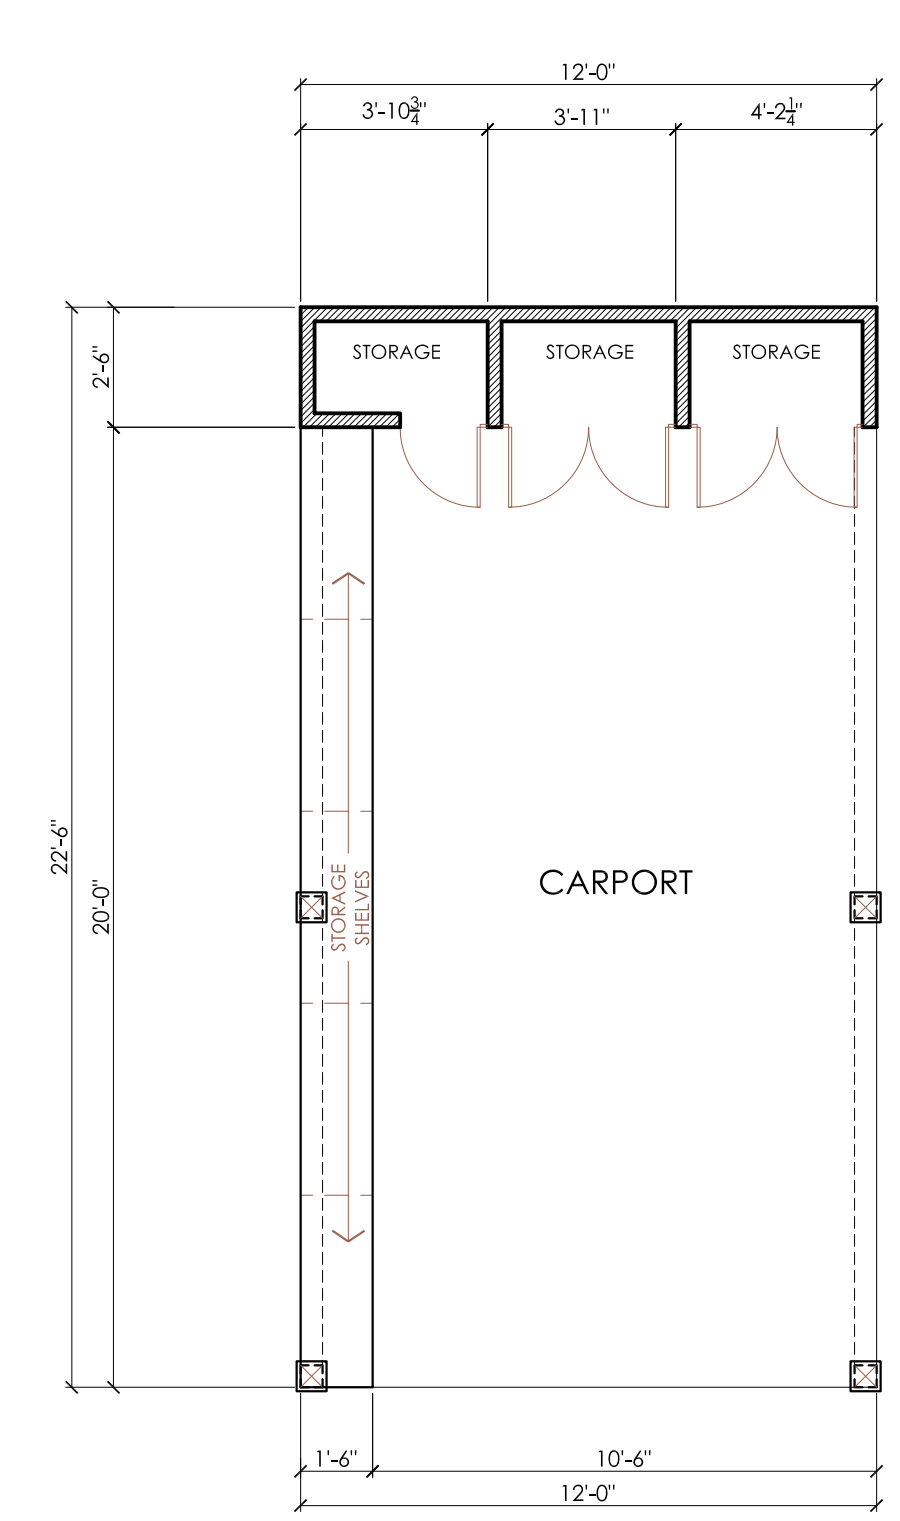 12'-0"
3'-10¾"
3'-11"
4'-2¼"
STORAGE
STORAGE
STORAGE
2'-6"
22'-6"
20'-0"
CARPORT
STORAGE
SHELVES
1'-6"
10'-6"
12'-0"